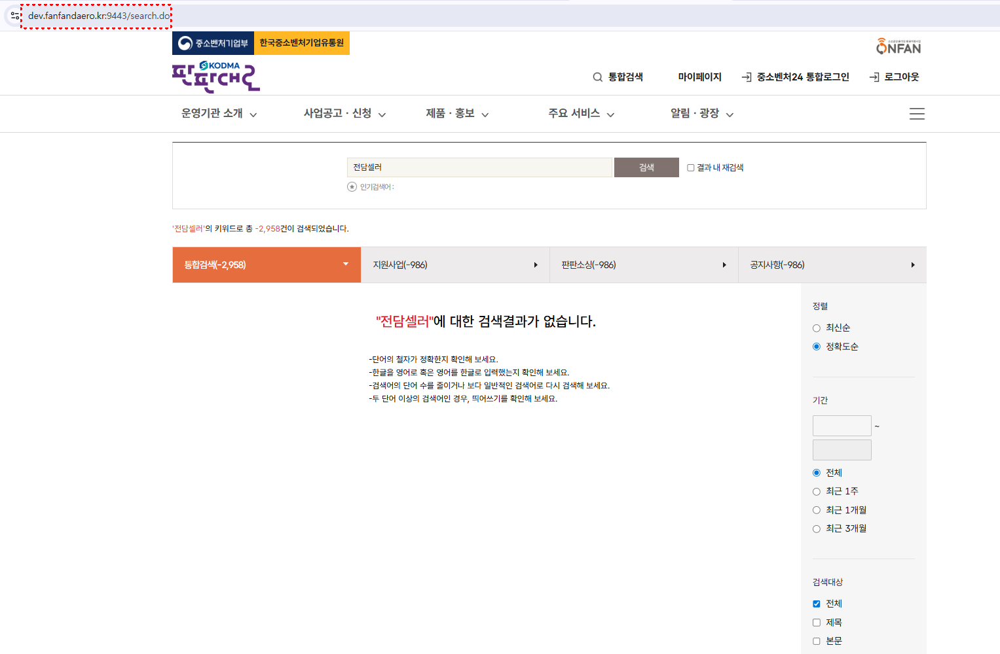 dev.fanfandaero.kr:9443/search.do
중소벤처기업부 한국중소벤처기업유통원
ONFAN
KODMA
판판대로
통합검색 마이페이지 중소벤처24 통합로그인 로그아웃
운영기관 소개 사업공고 · 신청 제품 · 홍보 주요 서비스 알림 · 광장
전담셀러 검색 결과 내 재검색
인기검색어 :
'전담셀러'의 키워드로 총 -2,958건이 검색되었습니다.
통합검색(-2,958) 지원사업(-986) 판판소싱(-986) 공지사항(-986)
"전담셀러"에 대한 검색결과가 없습니다.
-단어의 철자가 정확한지 확인해 보세요.
-한글을 영어로 혹은 영어를 한글로 입력했는지 확인해 보세요.
-검색어의 단어 수를 줄이거나 보다 일반적인 검색어로 다시 검색해 보세요.
-두 단어 이상의 검색어인 경우, 띄어쓰기를 확인해 보세요.
정렬
최신순
정확도순
기간
~
전체
최근 1주
최근 1개월
최근 3개월
검색대상
전체
제목
본문